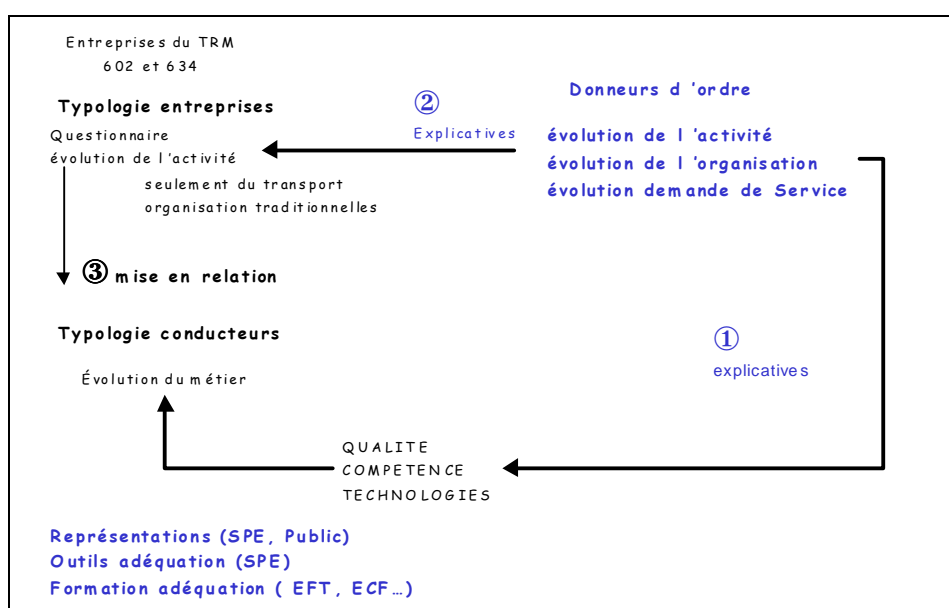 Entreprises du TRM
602 et 634
Typologie entreprises
Questionnaire
évolution de l'activité
seulement du transport
organisation traditionnelles
②
Explicatives
Donneurs d 'ordre
évolution de l 'activité
évolution de l 'organisation
évolution demande de Service
③ mise en relation
Typologie conducteurs
Évolution du métier
①
explicatives
QUALITE
COMPETENCE
TECHNOLOGIES
Représentations (SPE, Public)
Outils adéquation (SPE)
Formation adéquation ( EFT, ECF…)